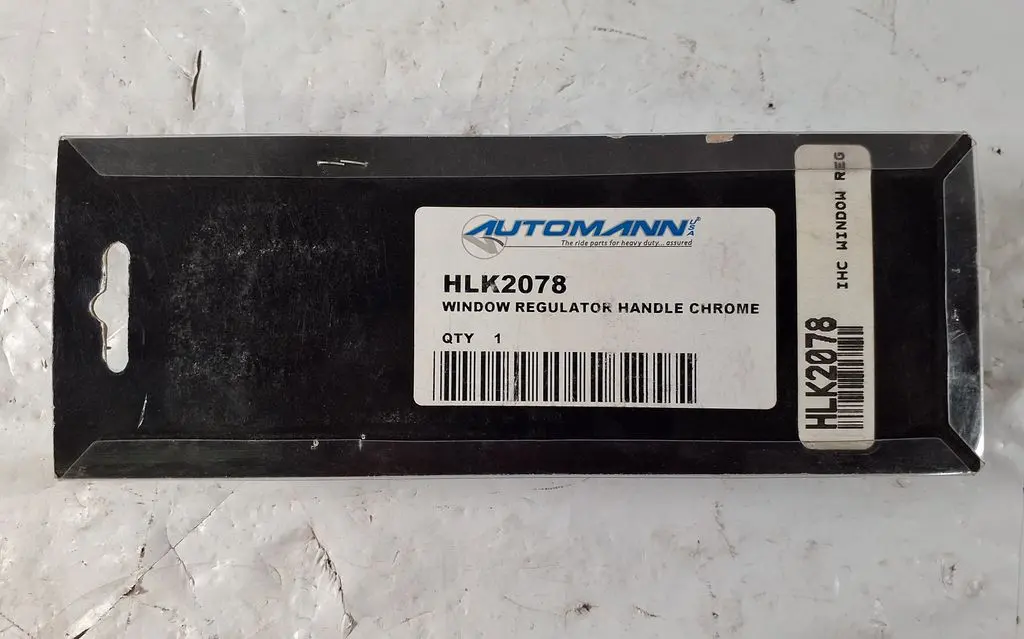 AUTOMANN USA®
The ride parts for heavy duty... assured
HLK2078
WINDOW REGULATOR HANDLE CHROME
QTY 1
HLK2078
IHC WINDOW REG